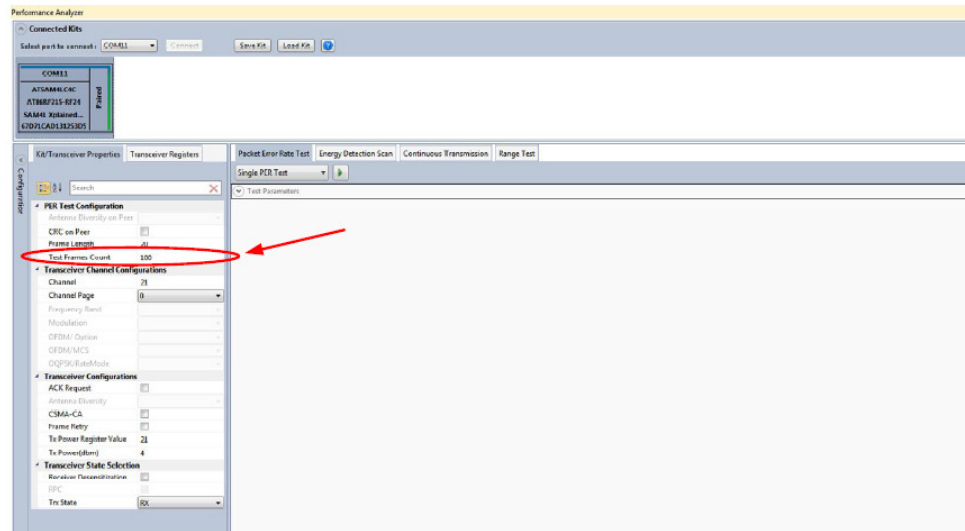 Performance Analyzer
Connected Kits
Select port to connect: COM11 Connect Save Kit Load Kit ?
COM11
ATSAM4LC4C
AT86RF215-RF24
SAM4L Xplained...
67D71CAD131253D5
Paired
Configuration
Kit/Transceiver Properties Transceiver Registers
Packet Error Rate Test Energy Detection Scan Continuous Transmission Range Test
Single PER Test
Search
Test Parameters
PER Test Configuration
Antenna Diversity on Peer
CRC on Peer
Frame Length 20
Test Frames Count 100
Transceiver Channel Configurations
Channel 21
Channel Page 0
Frequency Band
Modulation
OFDM/ Option
OFDM/MCS
OQPSK/RateMode
Transceiver Configurations
ACK Request
Antenna Diversity
CSMA-CA
Frame Retry
Tx Power Register Value 21
Tx Power(dbm) 4
Transceiver State Selection
Receiver Desensitization
RPC
Trx State RX